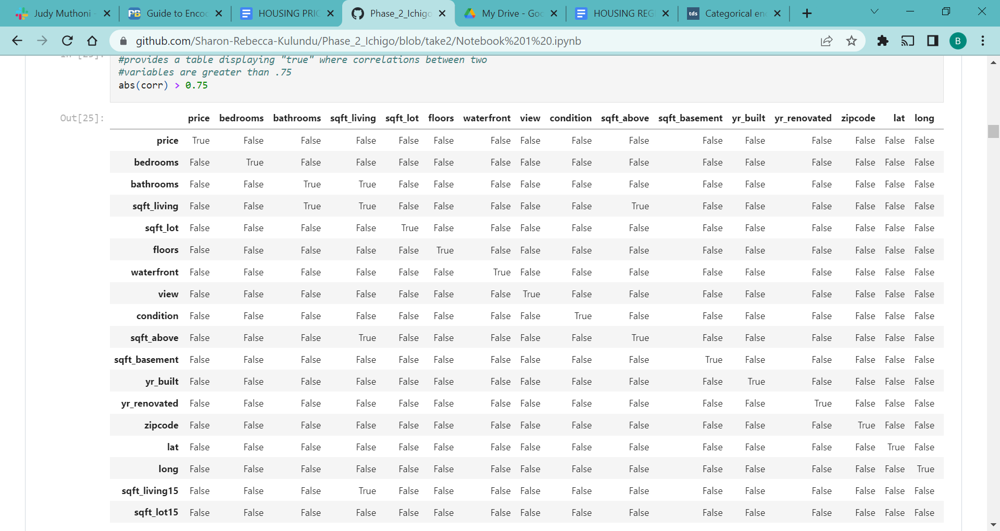 Judy Muthoni -
Guide to Encod
HOUSING PRIC
Phase_2_Ichigo
My Drive - Goo
HOUSING REG
tds
Categorical en
github.com/Sharon-Rebecca-Kulundu/Phase_2_Ichigo/blob/take2/Notebook%201%20.ipynb
B
In [25]:
#provides a table displaying "true" where correlations between two
#variables are greater than .75
abs(corr) > 0.75
Out[25]:
price bedrooms bathrooms sqft_living sqft_lot floors waterfront view condition sqft_above sqft_basement yr_built yr_renovated zipcode lat long
price True False False False False False False False False False False False False False False False
bedrooms False True False False False False False False False False False False False False False False
bathrooms False False True True False False False False False False False False False False False False
sqft_living False False True True False False False False False True False False False False False False
sqft_lot False False False False True False False False False False False False False False False False
floors False False False False False True False False False False False False False False False False
waterfront False False False False False False True False False False False False False False False False
view False False False False False False False True False False False False False False False False
condition False False False False False False False False True False False False False False False False
sqft_above False False False True False False False False False True False False False False False False
sqft_basement False False False False False False False False False False True False False False False False
yr_built False False False False False False False False False False False True False False False False
yr_renovated False False False False False False False False False False False False True False False False
zipcode False False False False False False False False False False False False False True False False
lat False False False False False False False False False False False False False False True False
long False False False False False False False False False False False False False False False True
sqft_living15 False False False True False False False False False False False False False False False False
sqft_lot15 False False False False False False False False False False False False False False False False